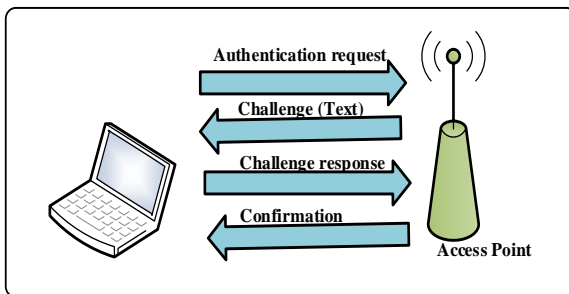 Authentication request
Challenge (Text)
Challenge response
Confirmation
Access Point